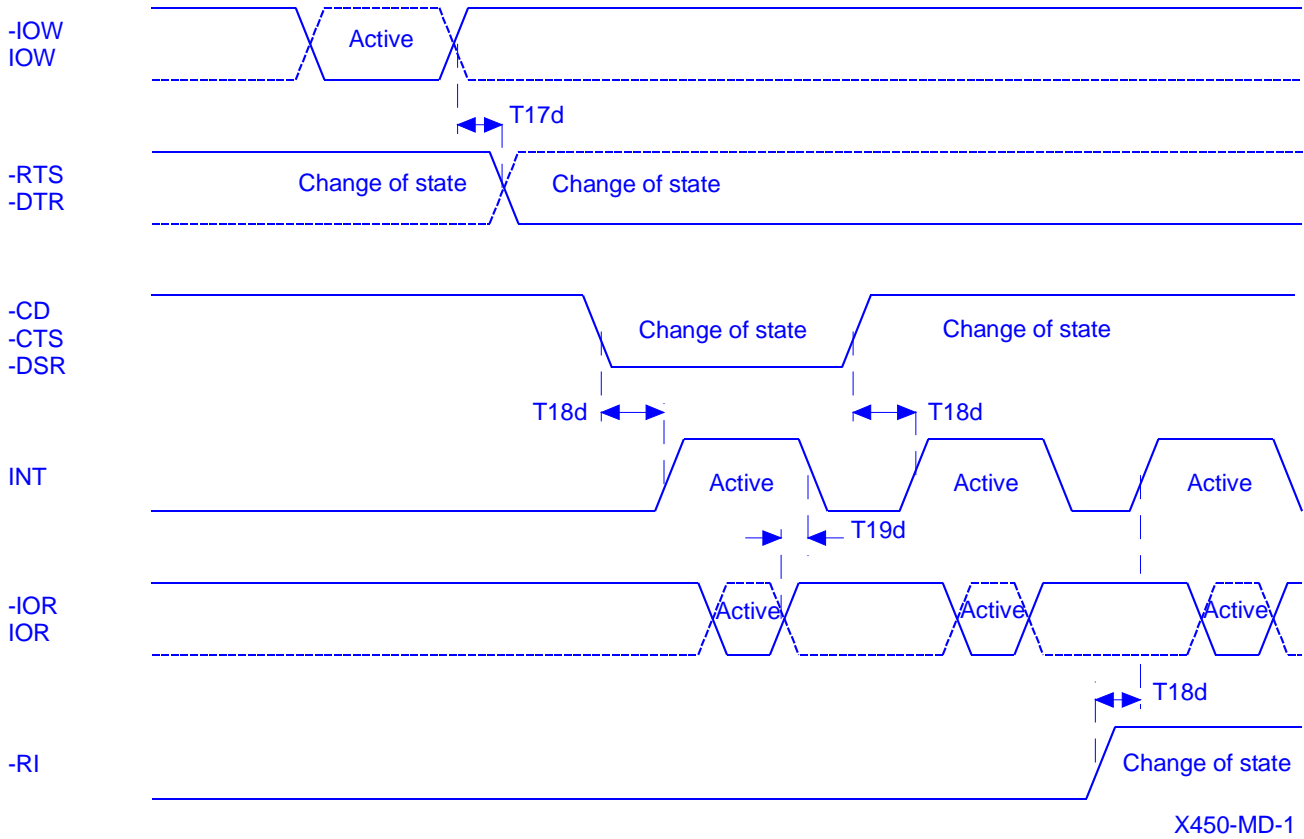 -IOW
IOW
Active
T17d
-RTS
-DTR
Change of state
Change of state
-CD
-CTS
-DSR
Change of state
Change of state
T18d
T18d
INT
Active
Active
Active
T19d
-IOR
IOR
Active
Active
Active
T18d
-RI
Change of state
X450-MD-1